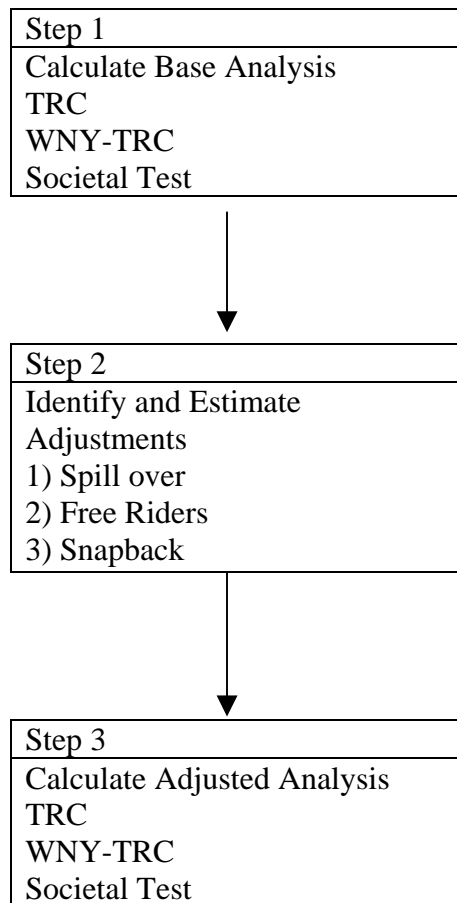 Step 1
Calculate Base Analysis
TRC
WNY-TRC
Societal Test
Step 2
Identify and Estimate
Adjustments
1) Spill over
2) Free Riders
3) Snapback
Step 3
Calculate Adjusted Analysis
TRC
WNY-TRC
Societal Test